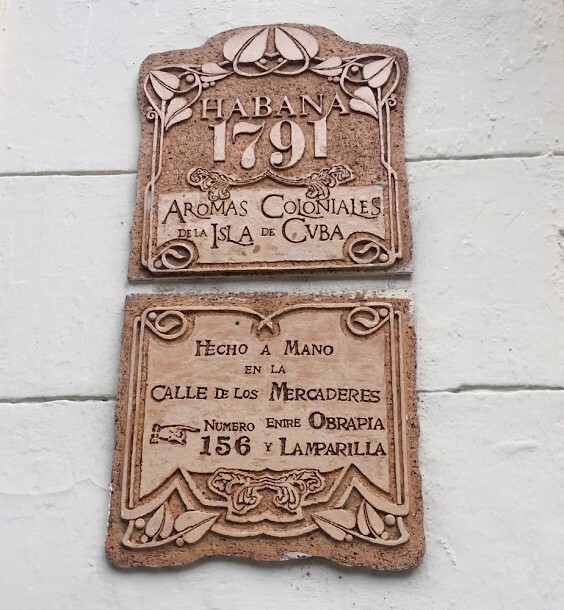 HABANA
1791
AROMAS COLONIALES
DE LA ISLA DE CVBA
HECHO A MANO
EN LA
CALLE DE LOS MERCADERES
NUMERO ENTRE OBRAPIA
156 Y LAMPARILLA